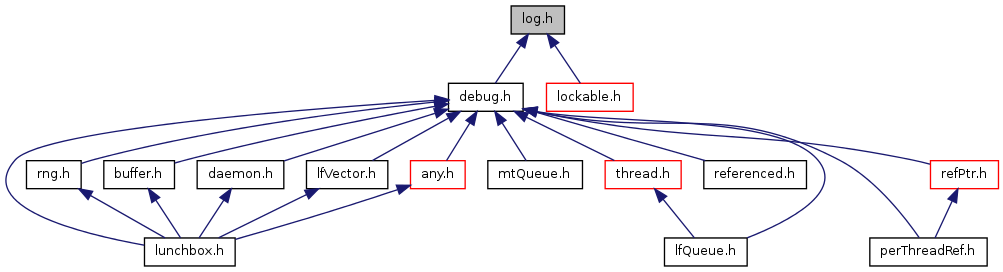 log.h
debug.h
lockable.h
rng.h
buffer.h
daemon.h
lfVector.h
any.h
mtQueue.h
thread.h
referenced.h
refPtr.h
lunchbox.h
lfQueue.h
perThreadRef.h